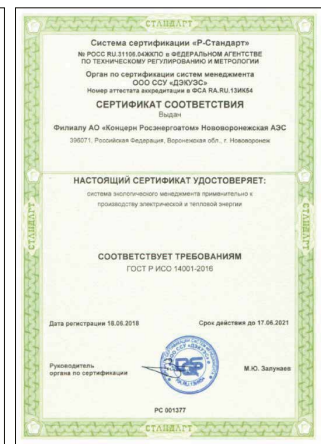 СТАНДАРТ
Система сертификации «Р-Стандарт»
№ РОСС RU.31106.04ЖКП0 в ФЕДЕРАЛЬНОМ АГЕНТСТВЕ
ПО ТЕХНИЧЕСКОМУ РЕГУЛИРОВАНИЮ И МЕТРОЛОГИИ
Орган по сертификации систем менеджмента
ООО ССУ «ДЭКУЭС»
Номер аттестата аккредитации в ФСА RA.RU.13ИК54
СЕРТИФИКАТ СООТВЕТСТВИЯ
Выдан
Филиалу АО «Концерн Росэнергоатом» Нововоронежская АЭС
396071, Российская Федерация, Воронежская обл., г. Нововоронеж
НАСТОЯЩИЙ СЕРТИФИКАТ УДОСТОВЕРЯЕТ:
система экологического менеджмента применительно к
производству электрической и тепловой энергии
СТАНДАРТ
СТАНДАРТ
СООТВЕТСТВУЕТ ТРЕБОВАНИЯМ
ГОСТ Р ИСО 14001-2016
Дата регистрации 18.06.2018
Срок действия до 17.06.2021
Руководитель
органа по сертификации
М.Ю. Залунаев
РС 001377
СТАНДАРТ